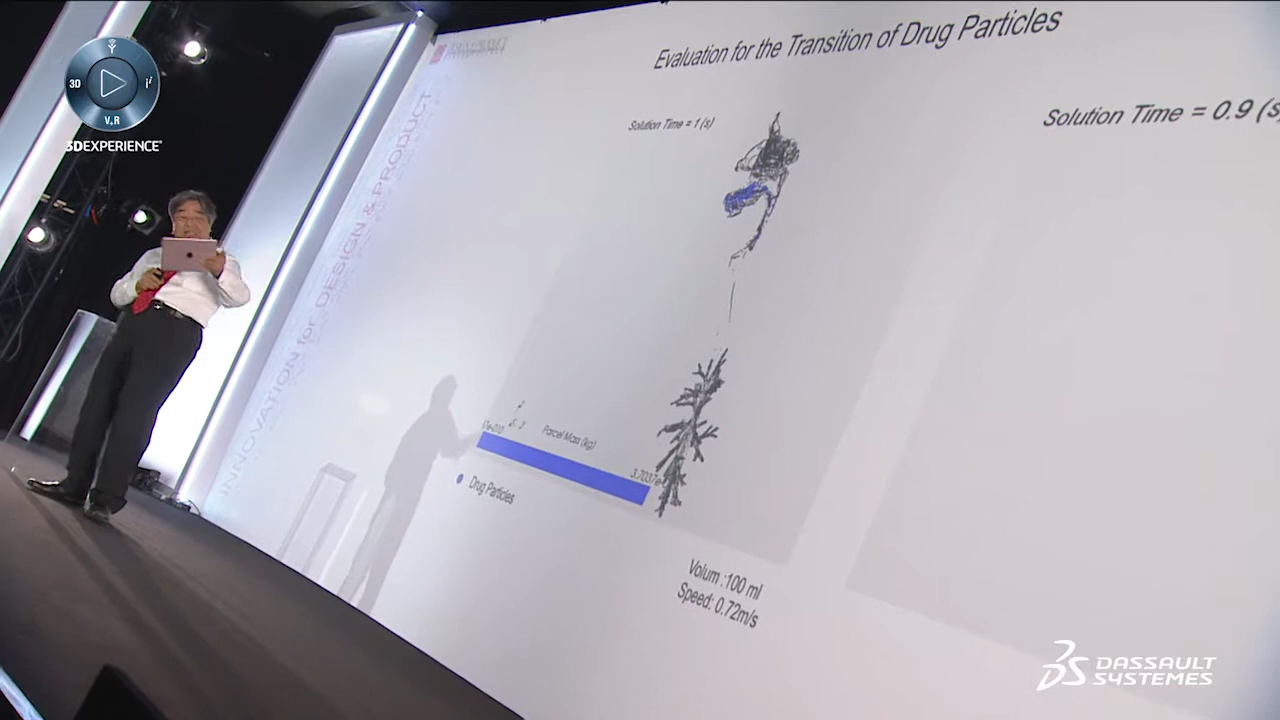 3D
i²
V₊R
3DEXPERIENCE®
Evaluation for the Transition of Drug Particles
Solution Time = 1 (s)
Solution Time = 0.9 (s
INNOVATION for DESIGN & PRODUCT
Parcel Mass (kg)
Drug Particles
Volum :100 ml
Speed: 0.72m/s
DASSAULT
SYSTEMES